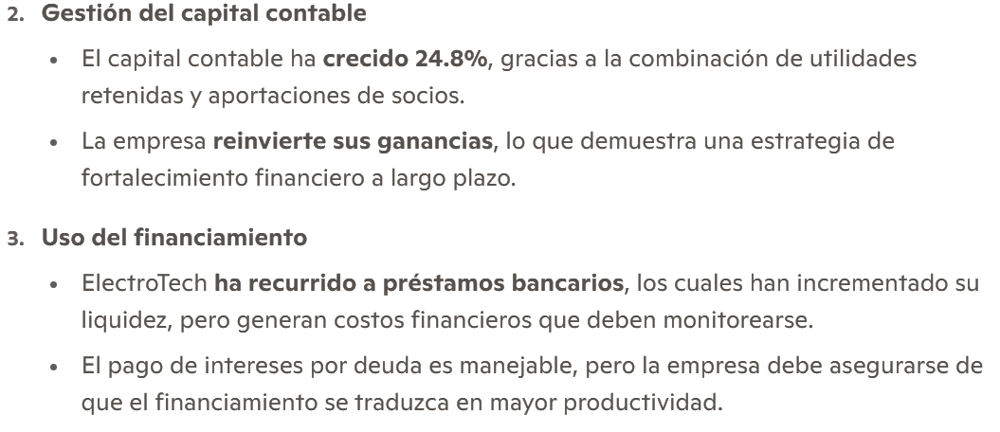 2. Gestión del capital contable
• El capital contable ha crecido 24.8%, gracias a la combinación de utilidades
retenidas y aportaciones de socios.
• La empresa reinvierte sus ganancias, lo que demuestra una estrategia de
fortalecimiento financiero a largo plazo.
3. Uso del financiamiento
• ElectroTech ha recurrido a préstamos bancarios, los cuales han incrementado su
liquidez, pero generan costos financieros que deben monitorearse.
• El pago de intereses por deuda es manejable, pero la empresa debe asegurarse de
que el financiamiento se traduzca en mayor productividad.